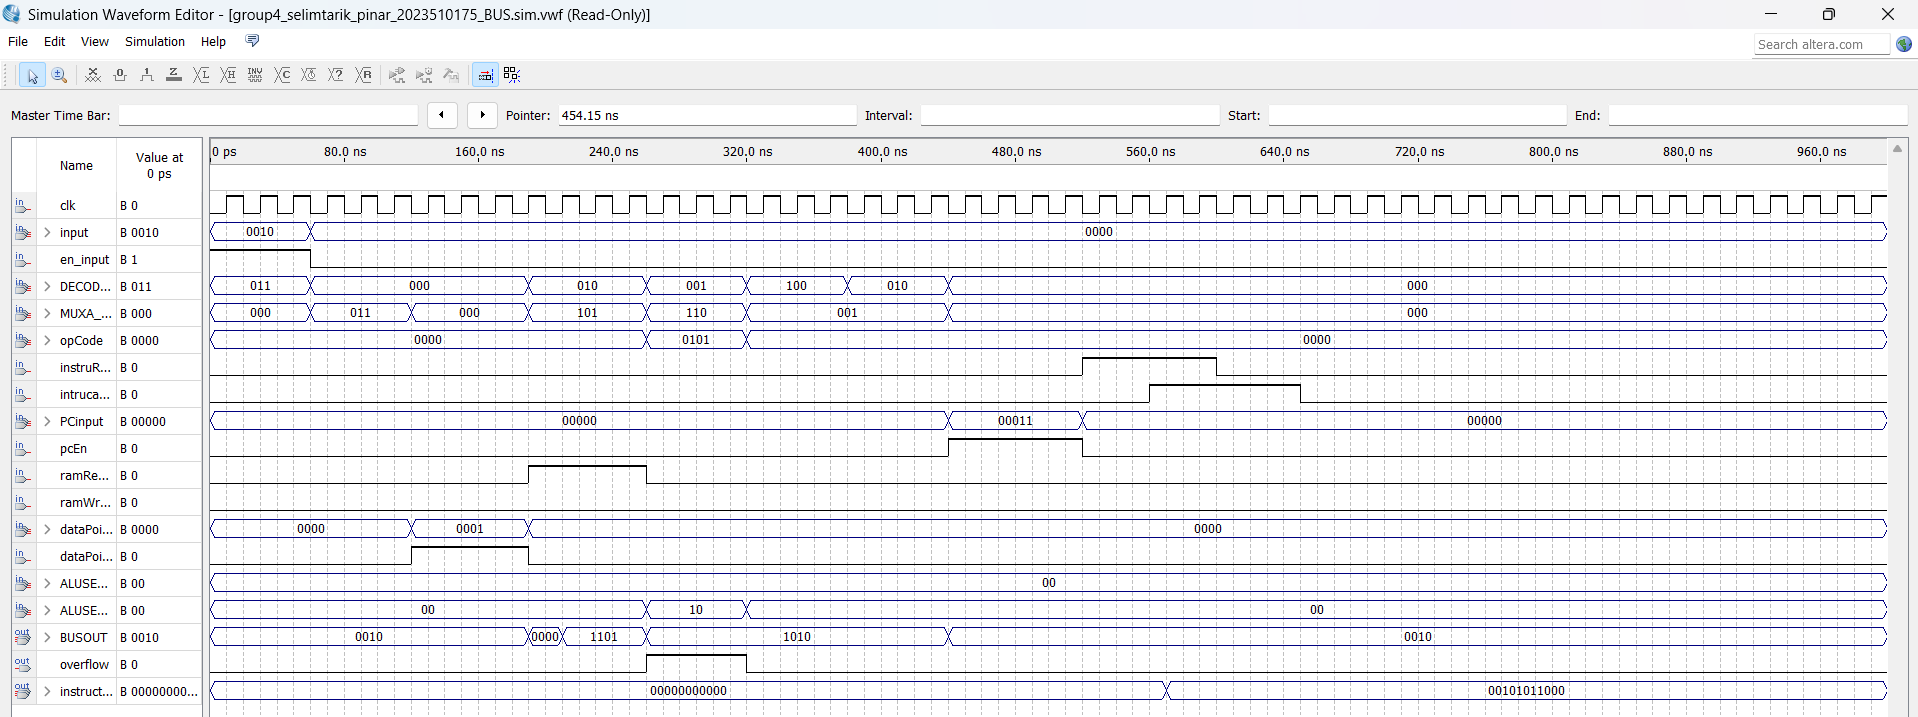 Simulation Waveform Editor - [group4_selimtarik_pinar_2023510175_BUS.sim.vwf (Read-Only)]
File Edit View Simulation Help
Search altera.com
Master Time Bar: Pointer: 454.15 ns Interval: Start: End:
Name Value at 0 ps 0 ps 80.0 ns 160.0 ns 240.0 ns 320.0 ns 400.0 ns 480.0 ns 560.0 ns 640.0 ns 720.0 ns 800.0 ns 880.0 ns 960.0 ns
in clk B 0
in input B 0010 0010 0000
in en_input B 1
in DECOD... B 011 011 000 010 001 100 010 000
in MUXA_... B 000 000 011 000 101 110 001 000
in opCode B 0000 0000 0101 0000
in instruR... B 0
in intruca... B 0
in PCinput B 00000 00000 00011 00000
in pcEn B 0
in ramRe... B 0
in ramWr... B 0
in dataPoi... B 0000 0000 0001 0000
in dataPoi... B 0
in ALUSE... B 00 00
in ALUSE... B 00 00 10 00
out BUSOUT B 0010 0010 0000 1101 1010 0010
out overflow B 0
out instruct... B 00000000... 00000000000 00101011000